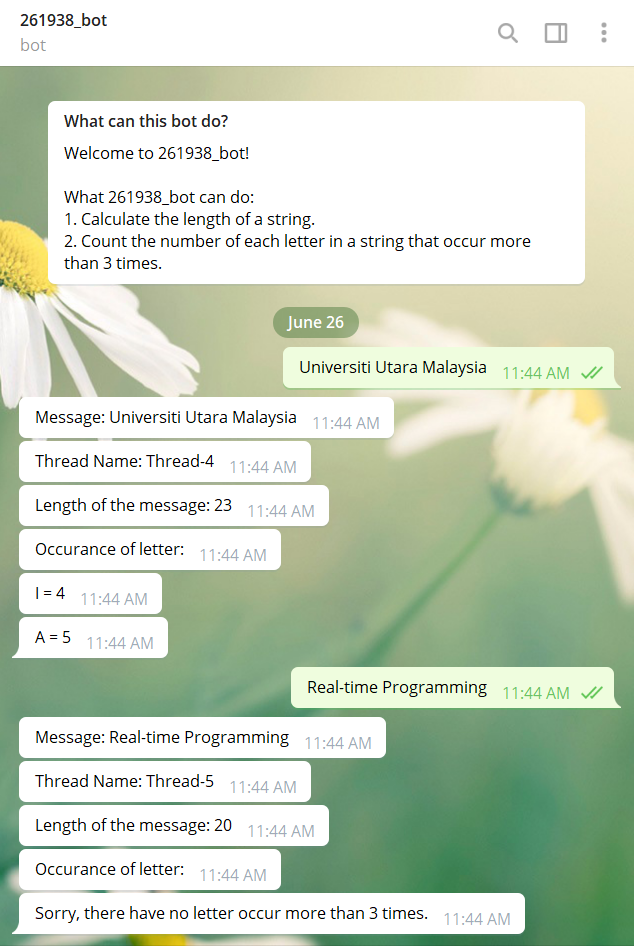 261938_bot
bot
What can this bot do?
Welcome to 261938_bot!
What 261938_bot can do:
1. Calculate the length of a string.
2. Count the number of each letter in a string that occur more
than 3 times.
June 26
Universiti Utara Malaysia 11:44 AM
Message: Universiti Utara Malaysia 11:44 AM
Thread Name: Thread-4 11:44 AM
Length of the message: 23 11:44 AM
Occurance of letter: 11:44 AM
I = 4 11:44 AM
A = 5 11:44 AM
Real-time Programming 11:44 AM
Message: Real-time Programming 11:44 AM
Thread Name: Thread-5 11:44 AM
Length of the message: 20 11:44 AM
Occurance of letter: 11:44 AM
Sorry, there have no letter occur more than 3 times. 11:44 AM